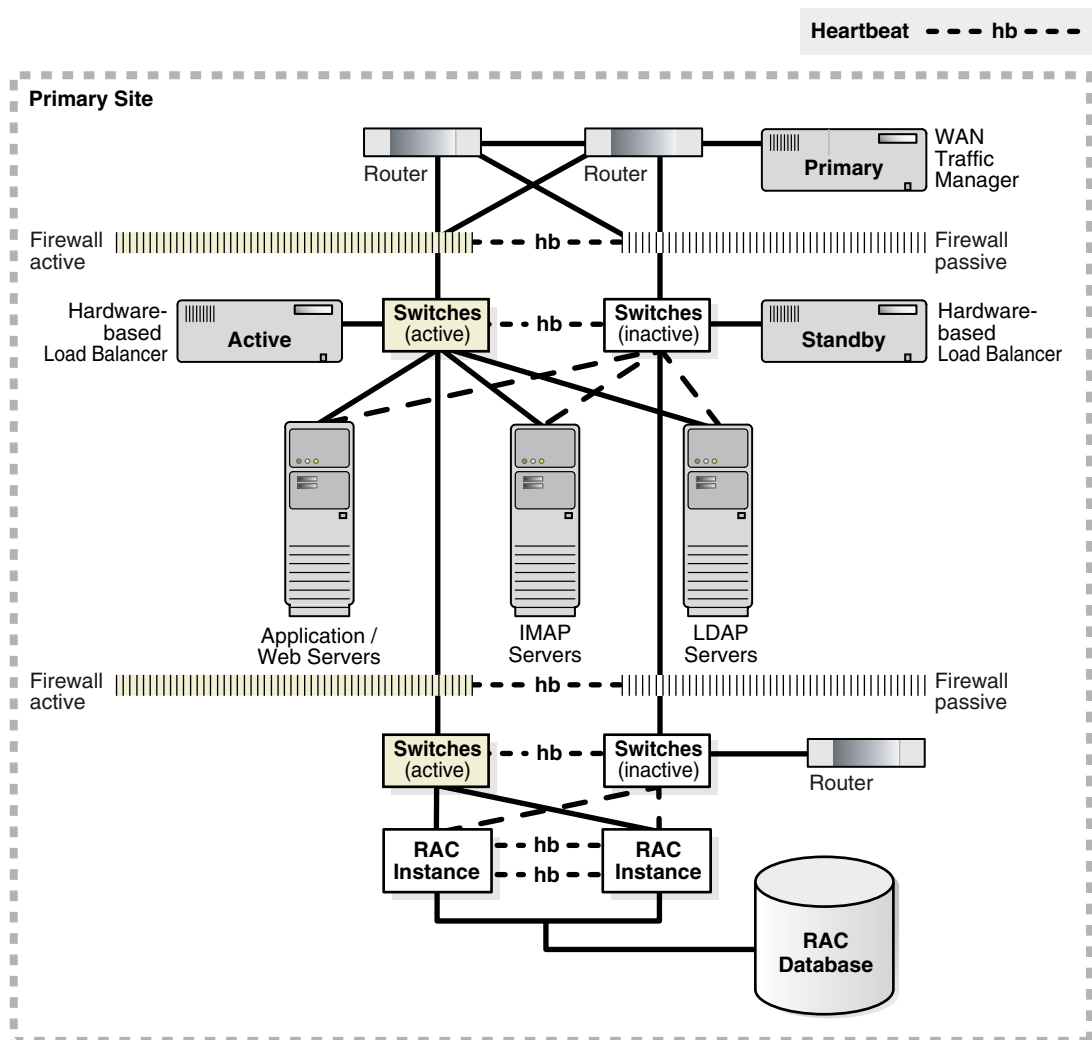 Heartbeat hb
Primary Site
Router
Router
Primary
WAN
Traffic
Manager
Firewall
active
hb
Firewall
passive
Hardware-
based
Load Balancer
Active
Switches
(active)
hb
Switches
(inactive)
Standby
Hardware-
based
Load Balancer
Application /
Web Servers
IMAP
Servers
LDAP
Servers
Firewall
active
hb
Firewall
passive
Switches
(active)
hb
Switches
(inactive)
Router
RAC
Instance
hb
hb
RAC
Instance
RAC
Database